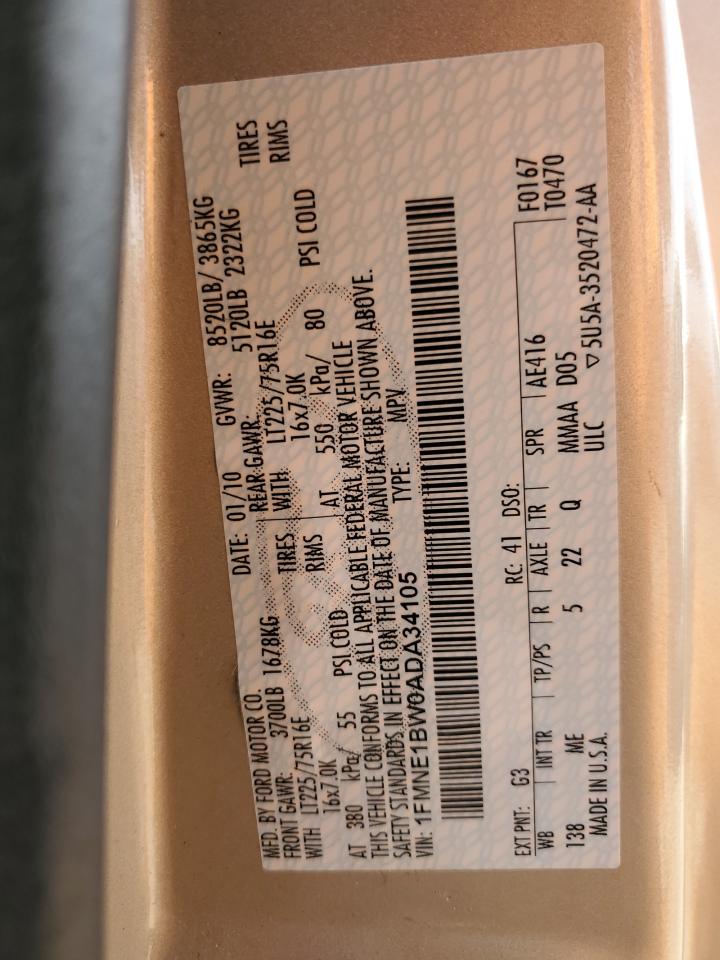 MFD. BY FORD MOTOR CO. DATE: 01/10 GVWR: 8520LB/ 3865KG
FRONT GAWR: 3700LB 1678KG REAR GAWR: 5120LB 2322KG
WITH LT225/75R16E TIRES WITH LT225/75R16E TIRES
16x7.0K RIMS 16x7.0K RIMS
AT 380 kPa/ 55 PSI COLD AT 550 kPa/ 80 PSI COLD
THIS VEHICLE CONFORMS TO ALL APPLICABLE FEDERAL MOTOR VEHICLE
SAFETY STANDARDS IN EFFECT ON THE DATE OF MANUFACTURE SHOWN ABOVE.
VIN: 1FMNE1BW0ADA34105 TYPE: MPV
EXT PNT: G3 RC: 41 DSO: F0167
WB INT TR TP/PS R AXLE TR SPR AE416 T0470
138 ME 5 22 Q MMAA D05
MADE IN U.S.A. ULC ▽5U5A-3520472-AA